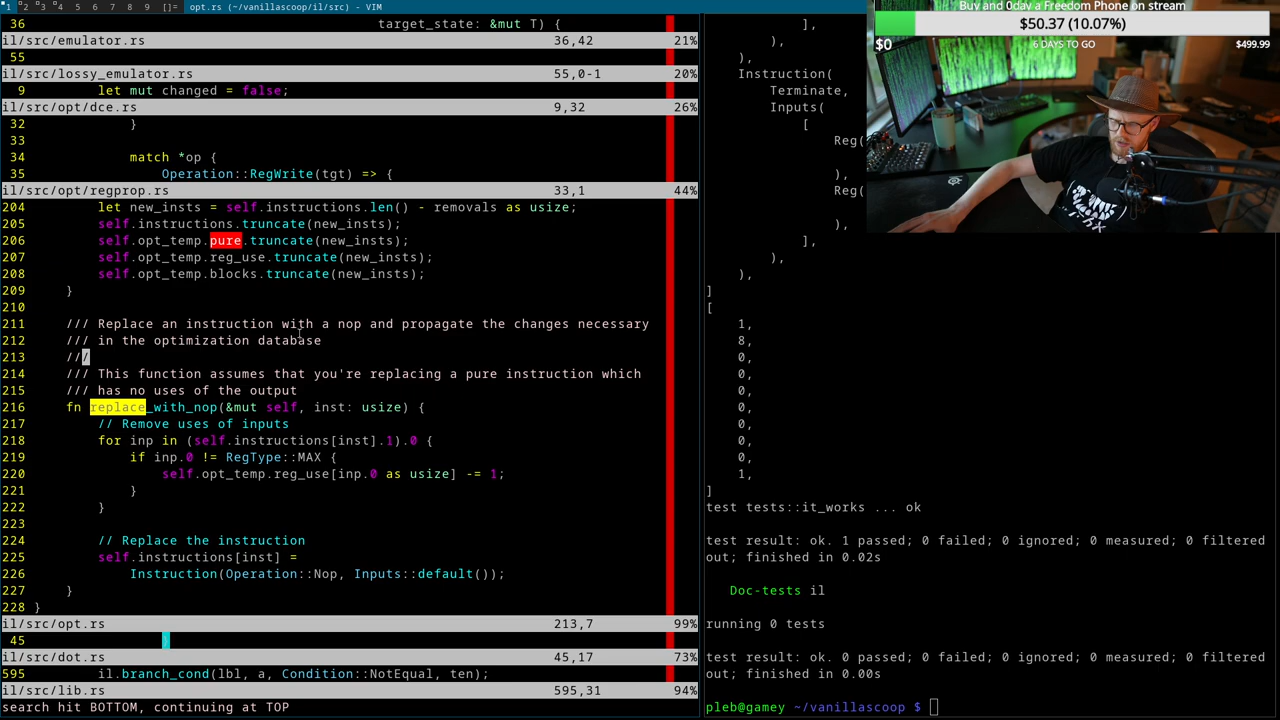 1 2 3 4 5 6 7 8 9 []= opt.rs (~/vanillascoop/il/src) - VIM
36 target_state: &mut T) {
il/src/emulator.rs 36,42 21%
55
il/src/lossy_emulator.rs 55,0-1 20%
9 let mut changed = false;
il/src/opt/dce.rs 9,32 26%
32 }
33
34 match *op {
35 Operation::RegWrite(tgt) => {
il/src/opt/regprop.rs 33,1 44%
204 let new_insts = self.instructions.len() - removals as usize;
205 self.instructions.truncate(new_insts);
206 self.opt_temp.pure.truncate(new_insts);
207 self.opt_temp.reg_use.truncate(new_insts);
208 self.opt_temp.blocks.truncate(new_insts);
209 }
210
211 /// Replace an instruction with a nop and propagate the changes necessary
212 /// in the optimization database
213 ///
214 /// This function assumes that you're replacing a pure instruction which
215 /// has no uses of the output
216 fn replace_with_nop(&mut self, inst: usize) {
217 // Remove uses of inputs
218 for inp in (self.instructions[inst].1).0 {
219 if inp.0 != RegType::MAX {
220 self.opt_temp.reg_use[inp.0 as usize] -= 1;
221 }
222 }
223
224 // Replace the instruction
225 self.instructions[inst] =
226 Instruction(Operation::Nop, Inputs::default());
227 }
228 }
il/src/opt.rs 213,7 99%
45 }
il/src/dot.rs 45,17 73%
595 il.branch_cond(lbl, a, Condition::NotEqual, ten);
il/src/lib.rs 595,31 94%
search hit BOTTOM, continuing at TOP
],
),
],
),
Instruction(
Terminate,
Inputs(
[
Reg(
),
Reg(
),
],
),
),
]
[
1,
8,
0,
0,
0,
0,
0,
0,
0,
1,
]
test tests::it_works ... ok
test result: ok. 1 passed; 0 failed; 0 ignored; 0 measured; 0 filtered
out; finished in 0.02s
Doc-tests il
running 0 tests
test result: ok. 0 passed; 0 failed; 0 ignored; 0 measured; 0 filtered
out; finished in 0.00s
pleb@gamey ~/vanillascoop $
Buy and 0day a Freedom Phone on stream
$50.37 (10.07%)
$0 6 DAYS TO GO $499.99